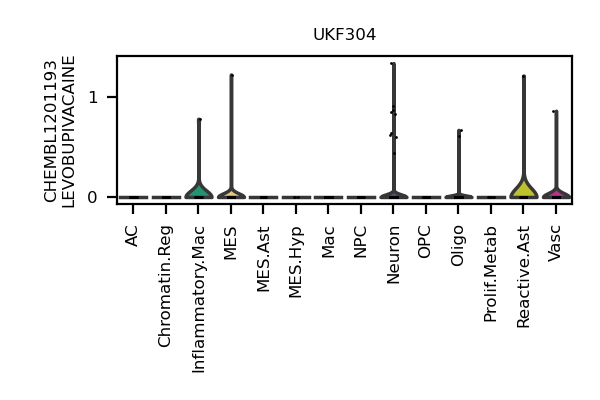 UKF304
CHEMBL1201193
LEVOBUPIVACAINE
1
0
AC
Chromatin.Reg
Inflammatory.Mac
MES
MES.Ast
MES.Hyp
Mac
NPC
Neuron
OPC
Oligo
Prolif.Metab
Reactive.Ast
Vasc